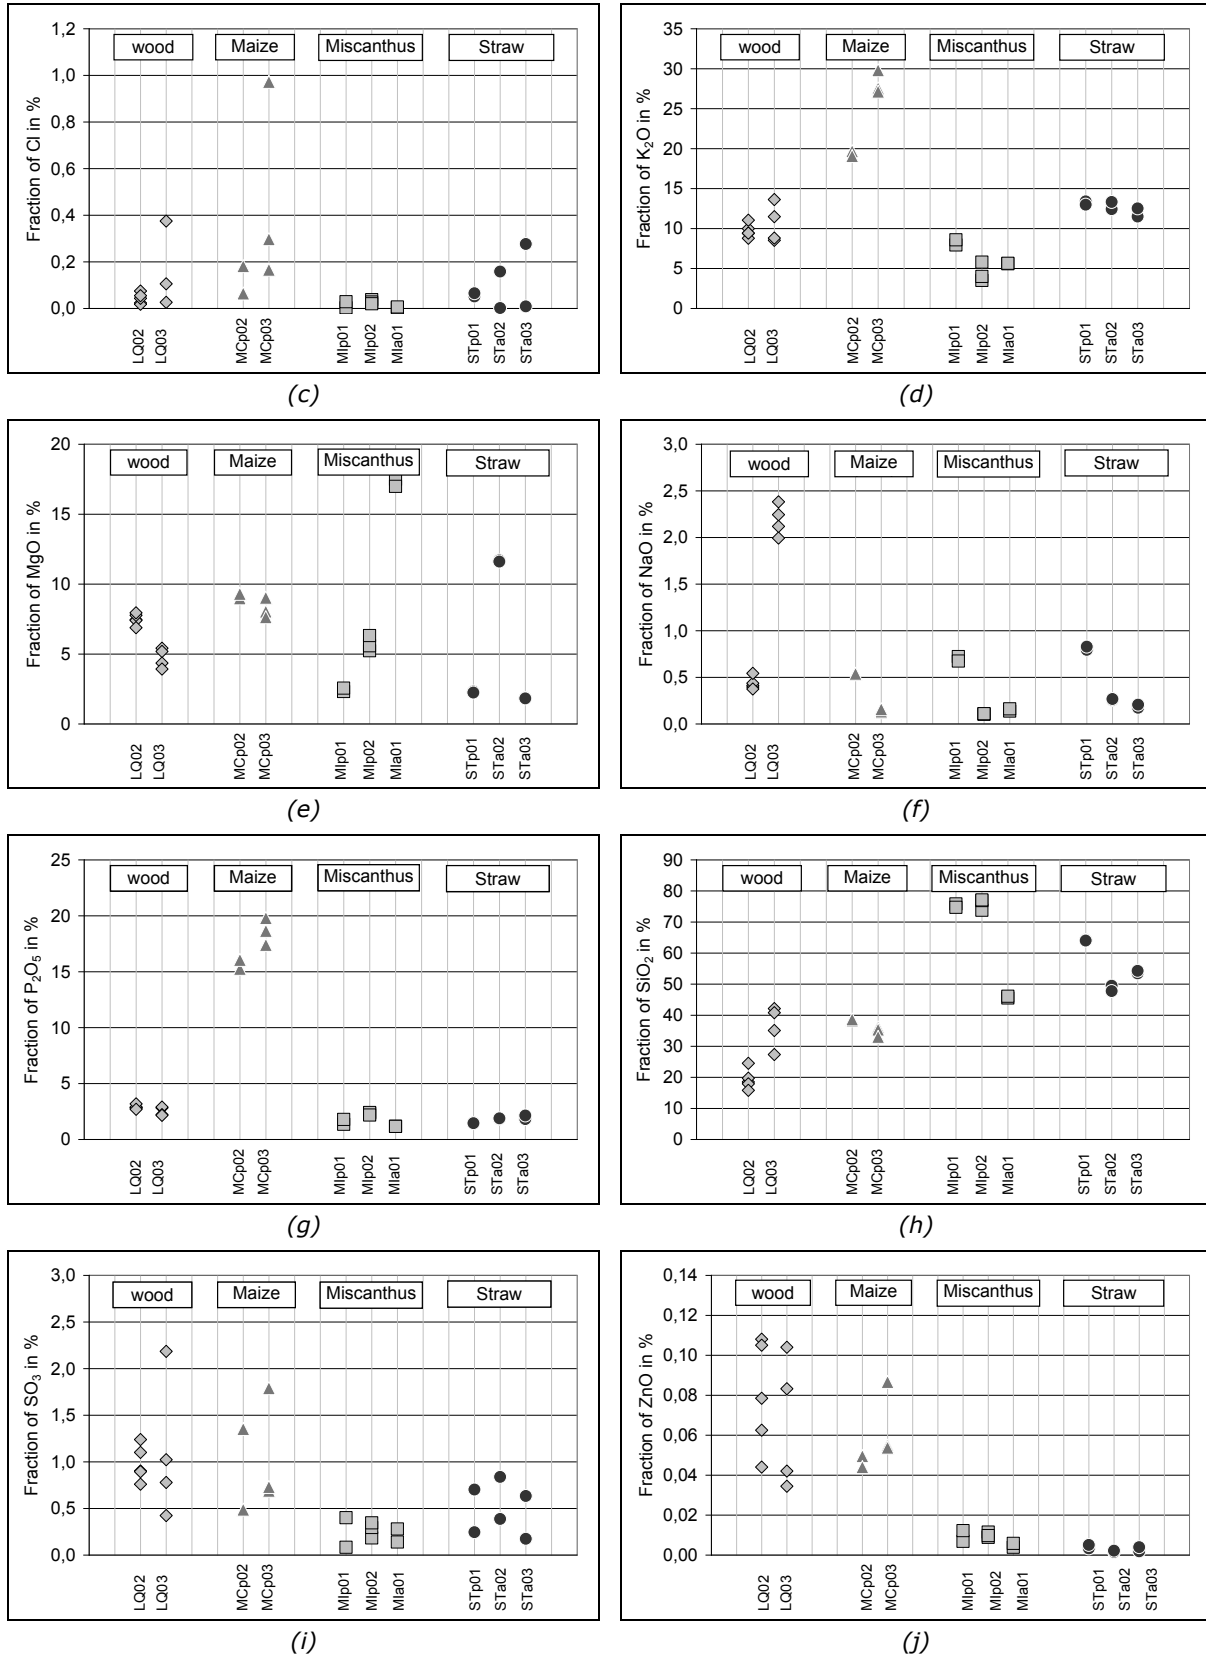 1,2
1,0
0,8
0,6
0,4
0,2
0,0
Fraction of Cl in %
wood Maize Miscanthus Straw
LQ02 LQ03 MCp02 MCp03 MIp01 MIp02 MIa01 STp01 STa02 STa03
(c)
35
30
25
20
15
10
5
0
Fraction of K₂O in %
wood Maize Miscanthus Straw
LQ02 LQ03 MCp02 MCp03 MIp01 MIp02 MIa01 STp01 STa02 STa03
(d)
20
15
10
5
0
Fraction of MgO in %
wood Maize Miscanthus Straw
LQ02 LQ03 MCp02 MCp03 MIp01 MIp02 MIa01 STp01 STa02 STa03
(e)
3,0
2,5
2,0
1,5
1,0
0,5
0,0
Fraction of NaO in %
wood Maize Miscanthus Straw
LQ02 LQ03 MCp02 MCp03 MIp01 MIp02 MIa01 STp01 STa02 STa03
(f)
25
20
15
10
5
0
Fraction of P₂O₅ in %
wood Maize Miscanthus Straw
LQ02 LQ03 MCp02 MCp03 MIp01 MIp02 MIa01 STp01 STa02 STa03
(g)
90
80
70
60
50
40
30
20
10
0
Fraction of SiO₂ in %
wood Maize Miscanthus Straw
LQ02 LQ03 MCp02 MCp03 MIp01 MIp02 MIa01 STp01 STa02 STa03
(h)
3,0
2,5
2,0
1,5
1,0
0,5
0,0
Fraction of SO₃ in %
wood Maize Miscanthus Straw
LQ02 LQ03 MCp02 MCp03 MIp01 MIp02 MIa01 STp01 STa02 STa03
(i)
0,14
0,12
0,10
0,08
0,06
0,04
0,02
0,00
Fraction of ZnO in %
wood Maize Miscanthus Straw
LQ02 LQ03 MCp02 MCp03 MIp01 MIp02 MIa01 STp01 STa02 STa03
(j)